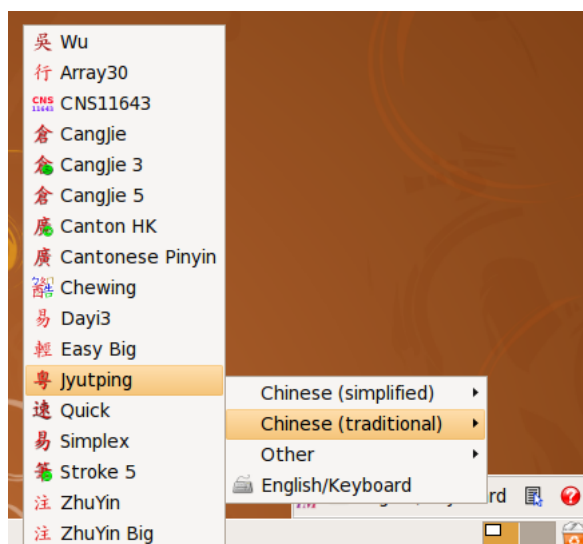 吳 Wu
行 Array30
CNS 11643 CNS11643
倉 CangJie
倉 CangJie 3
倉 CangJie 5
廣 Canton HK
廣 Cantonese Pinyin
Chewing
易 Dayi3
輕 Easy Big
粵 Jyutping
速 Quick
易 Simplex
筆 Stroke 5
注 ZhuYin
注 ZhuYin Big
Chinese (simplified)
Chinese (traditional)
Other
English/Keyboard
rd